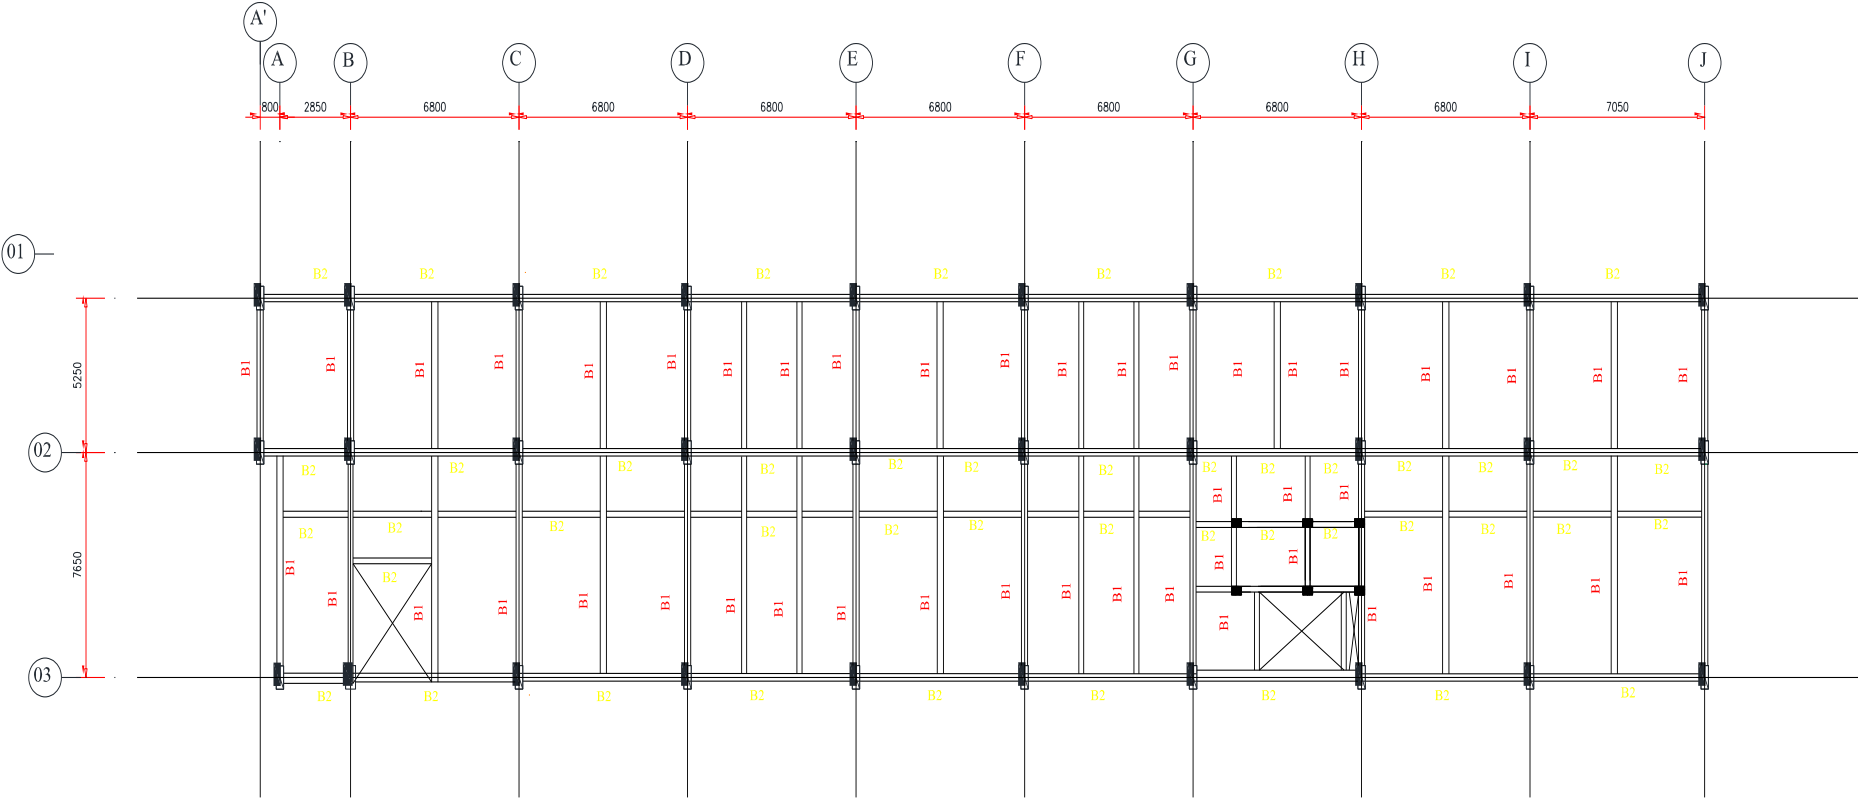 A'
A B C D E F G H I J
800 2850 6800 6800 6800 6800 6800 6800 6800 7050
01
B2 B2 B2 B2 B2 B2 B2 B2 B2
5250
B1 B1 B1 B1 B1 B1 B1 B1 B1 B1 B1 B1 B1 B1 B1 B1 B1 B1 B1 B1 B1
02
B2 B2 B2 B2 B2 B2 B2 B2 B2 B2 B2 B2 B2 B2
B1 B1 B1
B2 B2 B2 B2 B2 B2 B2 B2 B2 B2 B2 B2 B2 B2
7650
B1 B1 B1
B2
B1 B1 B1 B1 B1 B1 B1 B1 B1 B1 B1 B1 B1 B1 B1 B1 B1 B1 B1
03
B2 B2 B2 B2 B2 B2 B2 B2 B2